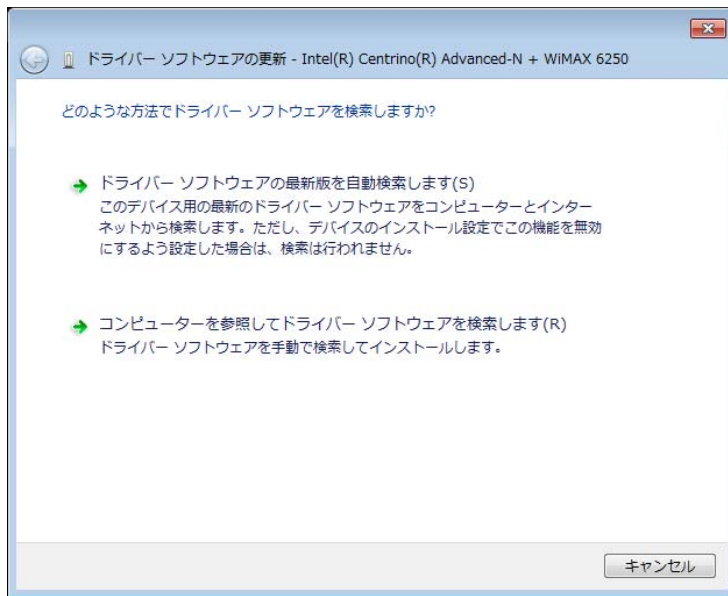 ドライバー ソフトウェアの更新 - Intel(R) Centrino(R) Advanced-N + WiMAX 6250
どのような方法でドライバー ソフトウェアを検索しますか?
ドライバー ソフトウェアの最新版を自動検索します(S)
このデバイス用の最新のドライバー ソフトウェアをコンピューターとインター
ネットから検索します。ただし、デバイスのインストール設定でこの機能を無効
にするよう設定した場合は、検索は行われません。
コンピューターを参照してドライバー ソフトウェアを検索します(R)
ドライバー ソフトウェアを手動で検索してインストールします。
キャンセル